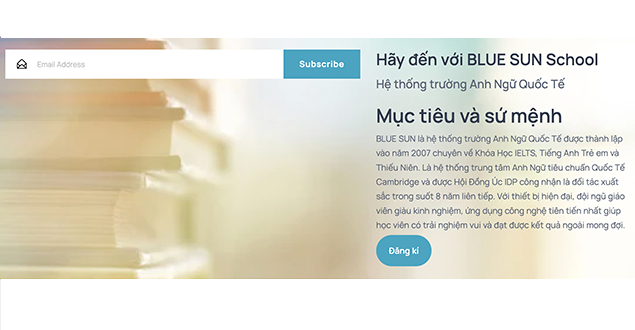 Email Address
Subscribe
Hãy đến với BLUE SUN School
Hệ thống trường Anh Ngữ Quốc Tế
Mục tiêu và sứ mệnh
BLUE SUN là hệ thống trường Anh Ngữ Quốc Tế được thành lập
vào năm 2007 chuyên về Khóa Học IELTS, Tiếng Anh Trẻ em và
Thiếu Niên. Là hệ thống trung tâm Anh Ngữ tiêu chuẩn Quốc Tế
Cambridge và được Hội Đồng Úc IDP công nhận là đối tác xuất
sắc trong suốt 8 năm liên tiếp. Với thiết bị hiện đại, đội ngũ giáo
viên giàu kinh nghiệm, ứng dụng công nghệ tiên tiến nhất giúp
học viên có trải nghiệm vui và đạt được kết quả ngoài mong đợi.
Đăng kí